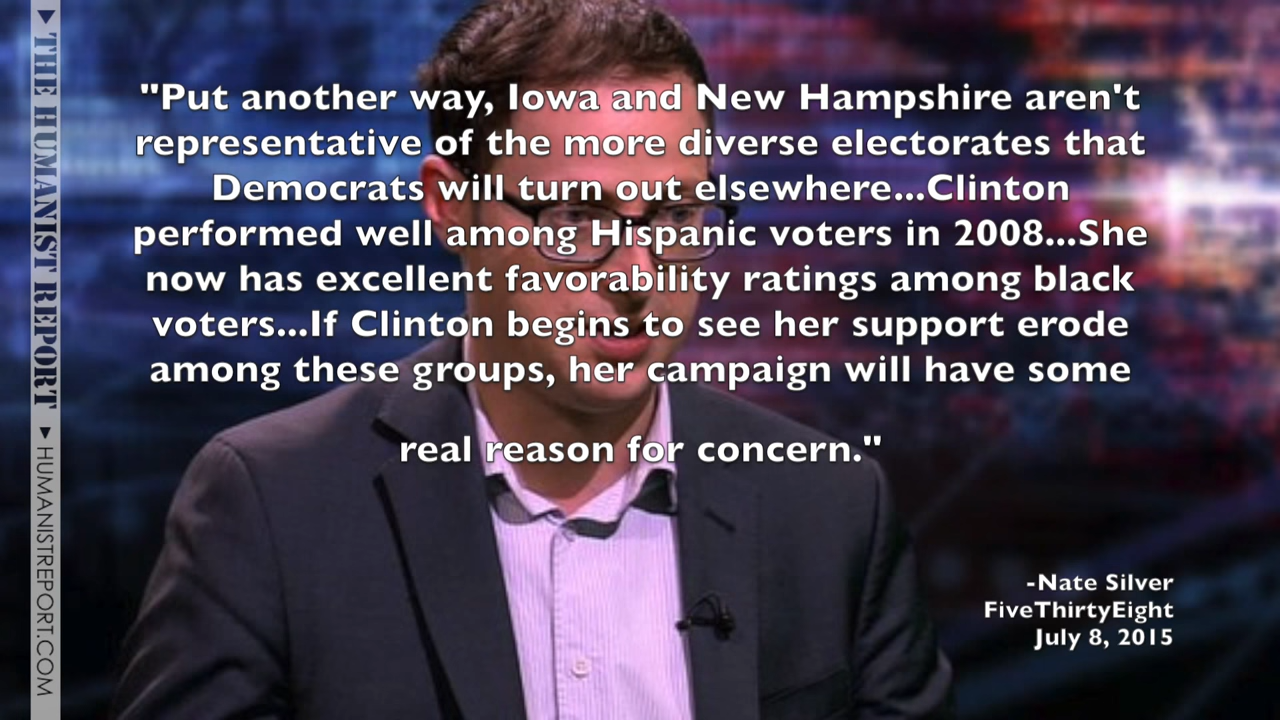 ▼ THE HUMANIST REPORT ▼ HUMANISTREPORT.COM
"Put another way, Iowa and New Hampshire aren't
representative of the more diverse electorates that
Democrats will turn out elsewhere...Clinton
performed well among Hispanic voters in 2008...She
now has excellent favorability ratings among black
voters...If Clinton begins to see her support erode
among these groups, her campaign will have some
real reason for concern."
-Nate Silver
FiveThirtyEight
July 8, 2015